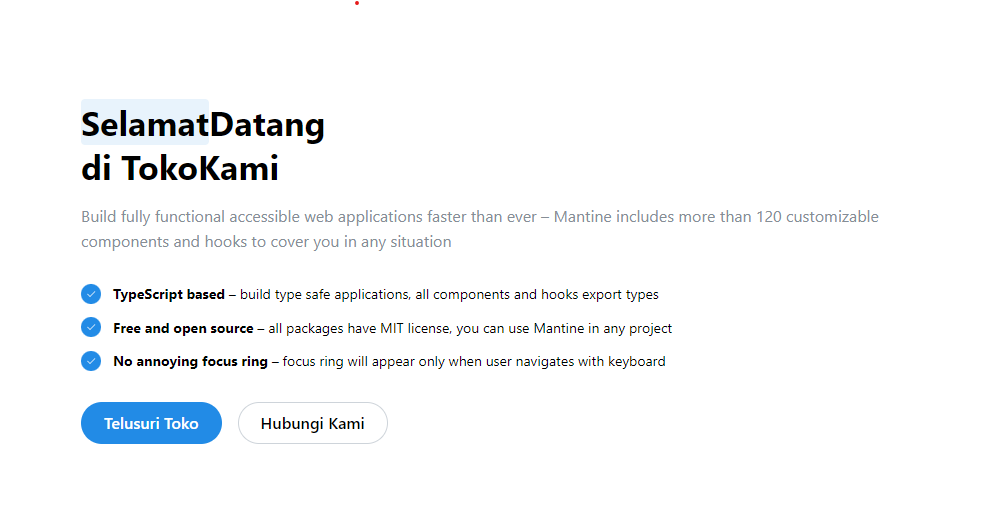 SelamatDatang
di TokoKami
Build fully functional accessible web applications faster than ever – Mantine includes more than 120 customizable
components and hooks to cover you in any situation
TypeScript based – build type safe applications, all components and hooks export types
Free and open source – all packages have MIT license, you can use Mantine in any project
No annoying focus ring – focus ring will appear only when user navigates with keyboard
Telusuri Toko
Hubungi Kami